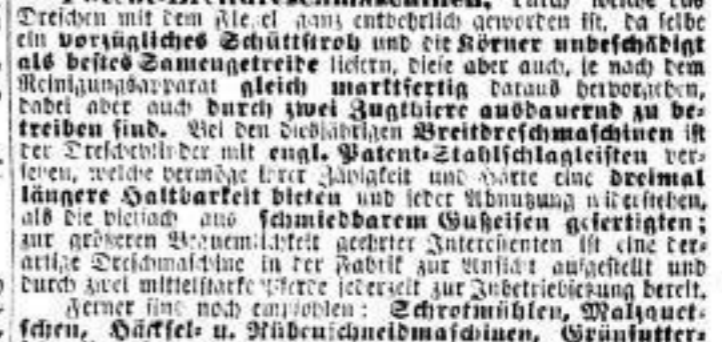 Dreschen mit dem Flegel ganz entbehrlich geworden ist, da selbe
ein vorzügliches Schüttstroh und die Körner unbeschädigt
als bestes Samengetreide liefern, diese aber auch, je nach dem
Reinigungsapparat gleich marktfertig daraus hervorgehen,
dabei aber auch durch zwei Zugthiere ausdauernd zu be-
treiben sind. Bei den diesjährigen Breitdreschmaschinen ist
der Dreschcylinder mit engl. Patent-Stahlschlagleisten ver-
sehen, welche vermöge ihrer Zähigkeit und Härte eine dreimal
längere Haltbarkeit bieten und jeder Abnutzung widerstehen,
als die vielfach aus schmiedbarem Gußeisen gefertigten;
zur größeren Bequemlichkeit geehrter Interessenten ist eine der-
artige Dreschmaschine in der Fabrik zur Ansicht aufgestellt und
durch zwei mittelstarke Pferde jederzeit zur Inbetriebsetzung bereit.
Ferner sind noch empfohlen: Schrotmühlen, Malzquet-
schen, Häcksel- u. Rübenschneidmaschinen, Grünfutter-